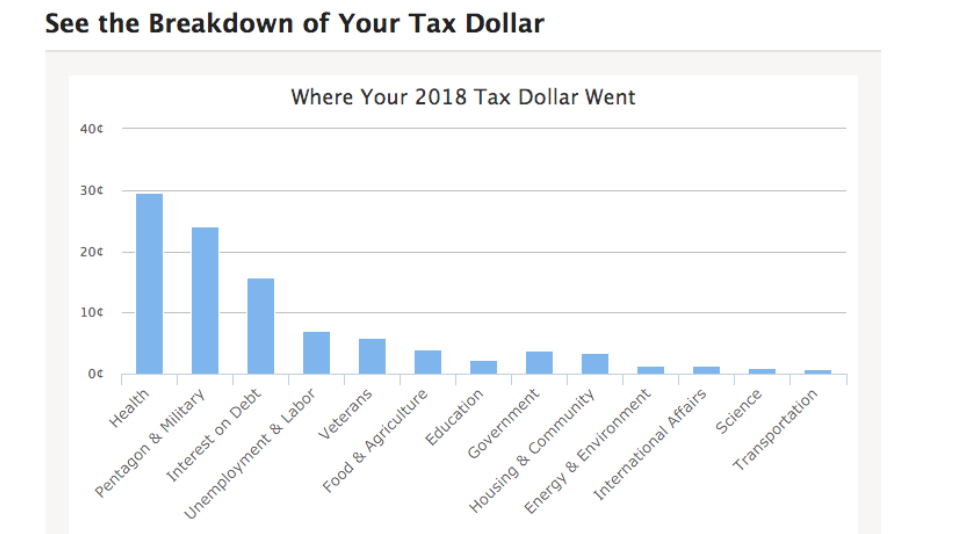 See the Breakdown of Your Tax Dollar
Where Your 2018 Tax Dollar Went
40¢
30¢
20¢
10¢
0¢
Health
Pentagon & Military
Interest on Debt
Unemployment & Labor
Veterans
Food & Agriculture
Education
Government
Housing & Community
Energy & Environment
International Affairs
Science
Transportation